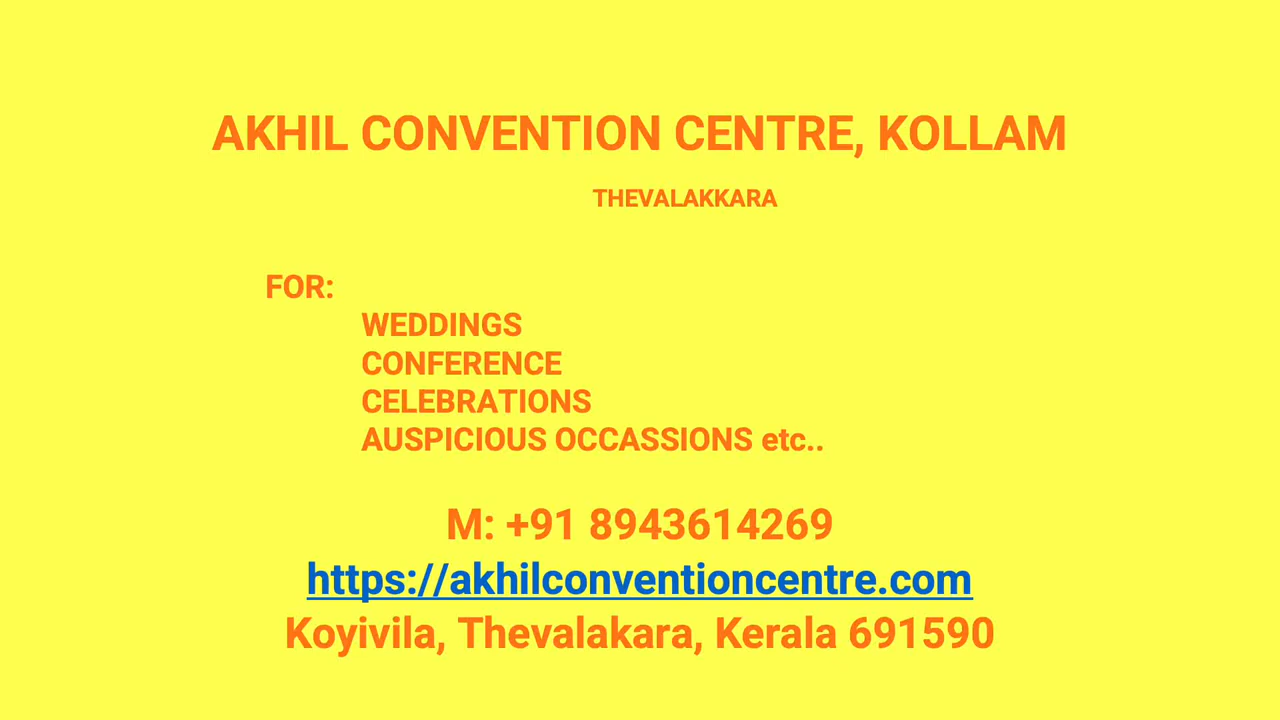 AKHIL CONVENTION CENTRE, KOLLAM
THEVALAKKARA
FOR:
WEDDINGS
CONFERENCE
CELEBRATIONS
AUSPICIOUS OCCASSIONS etc..
M: +91 8943614269
https://akhilconventioncentre.com
Koyivila, Thevalakara, Kerala 691590